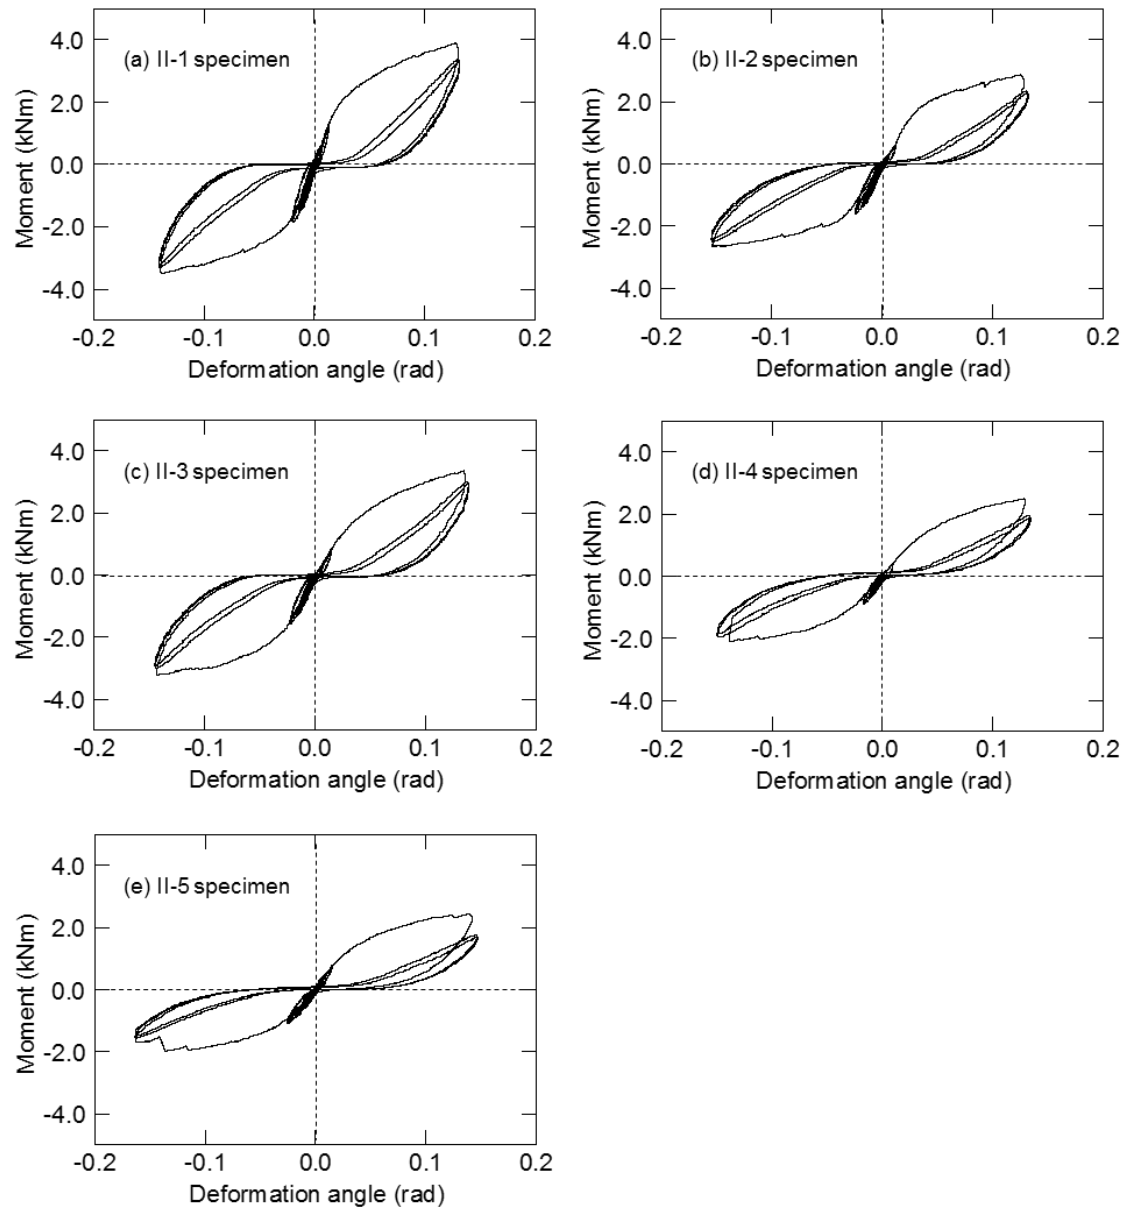 (a) II-1 specimen
Moment (kNm)
4.0
2.0
0.0
-2.0
-4.0
-0.2 -0.1 0.0 0.1 0.2
Deformation angle (rad)
(b) II-2 specimen
Moment (kNm)
4.0
2.0
0.0
-2.0
-4.0
-0.2 -0.1 0.0 0.1 0.2
Deformation angle (rad)
(c) II-3 specimen
Moment (kNm)
4.0
2.0
0.0
-2.0
-4.0
-0.2 -0.1 0.0 0.1 0.2
Deformation angle (rad)
(d) II-4 specimen
Moment (kNm)
4.0
2.0
0.0
-2.0
-4.0
-0.2 -0.1 0.0 0.1 0.2
Deformation angle (rad)
(e) II-5 specimen
Moment (kNm)
4.0
2.0
0.0
-2.0
-4.0
-0.2 -0.1 0.0 0.1 0.2
Deformation angle (rad)